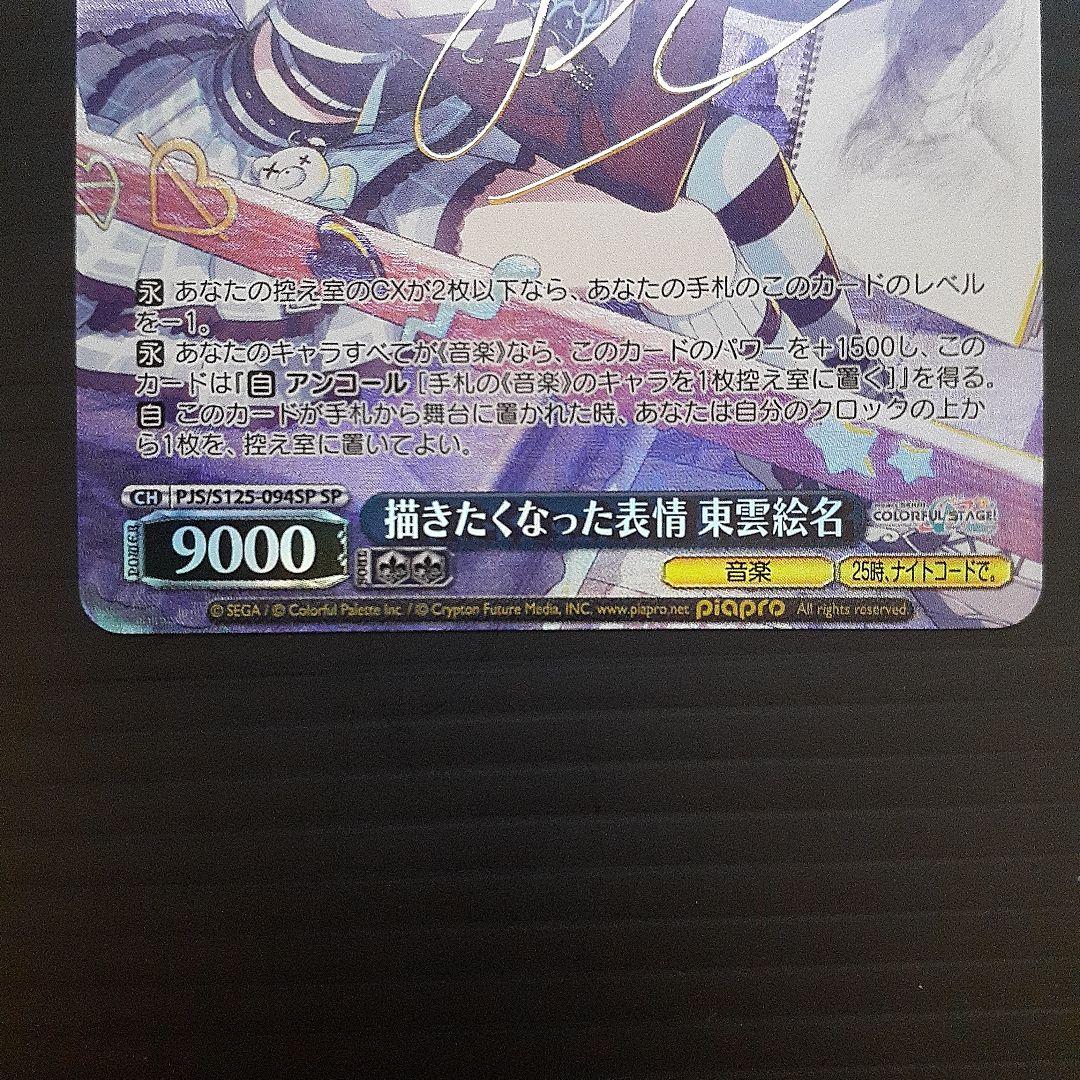 永 あなたの控え室のCXが2枚以下なら、あなたの手札のこのカードのレベル
を－1。
永 あなたのキャラすべてが《音楽》なら、このカードのパワーを＋1500し、この
カードは『自 アンコール ［手札の《音楽》のキャラを1枚控え室に置く］』を得る。
自 このカードが手札から舞台に置かれた時、あなたは自分のクロックの上か
ら1枚を、控え室に置いてよい。
CH PJS/S125-094SP SP
POWER 9000
SOUL
描きたくなった表情 東雲絵名
COLORFUL STAGE!
音楽
25時、ナイトコードで。
© SEGA / © Colorful Palette Inc. / © Crypton Future Media, INC. www.piapro.net piapro All rights reserved.